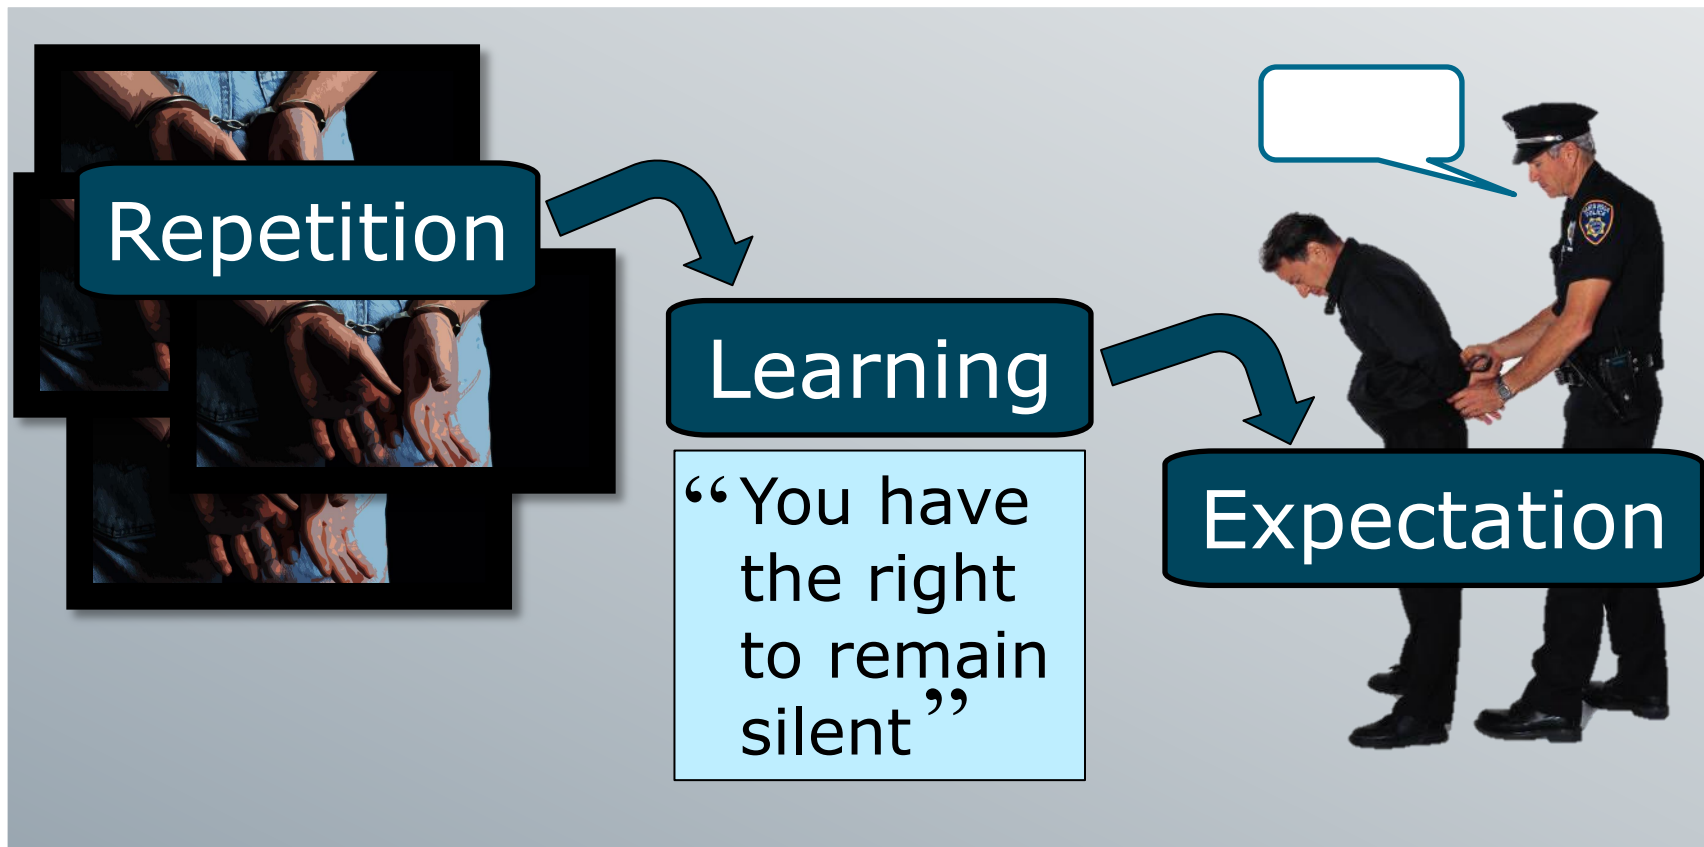 Repetition
Learning
“You have
the right
to remain
silent”
Expectation